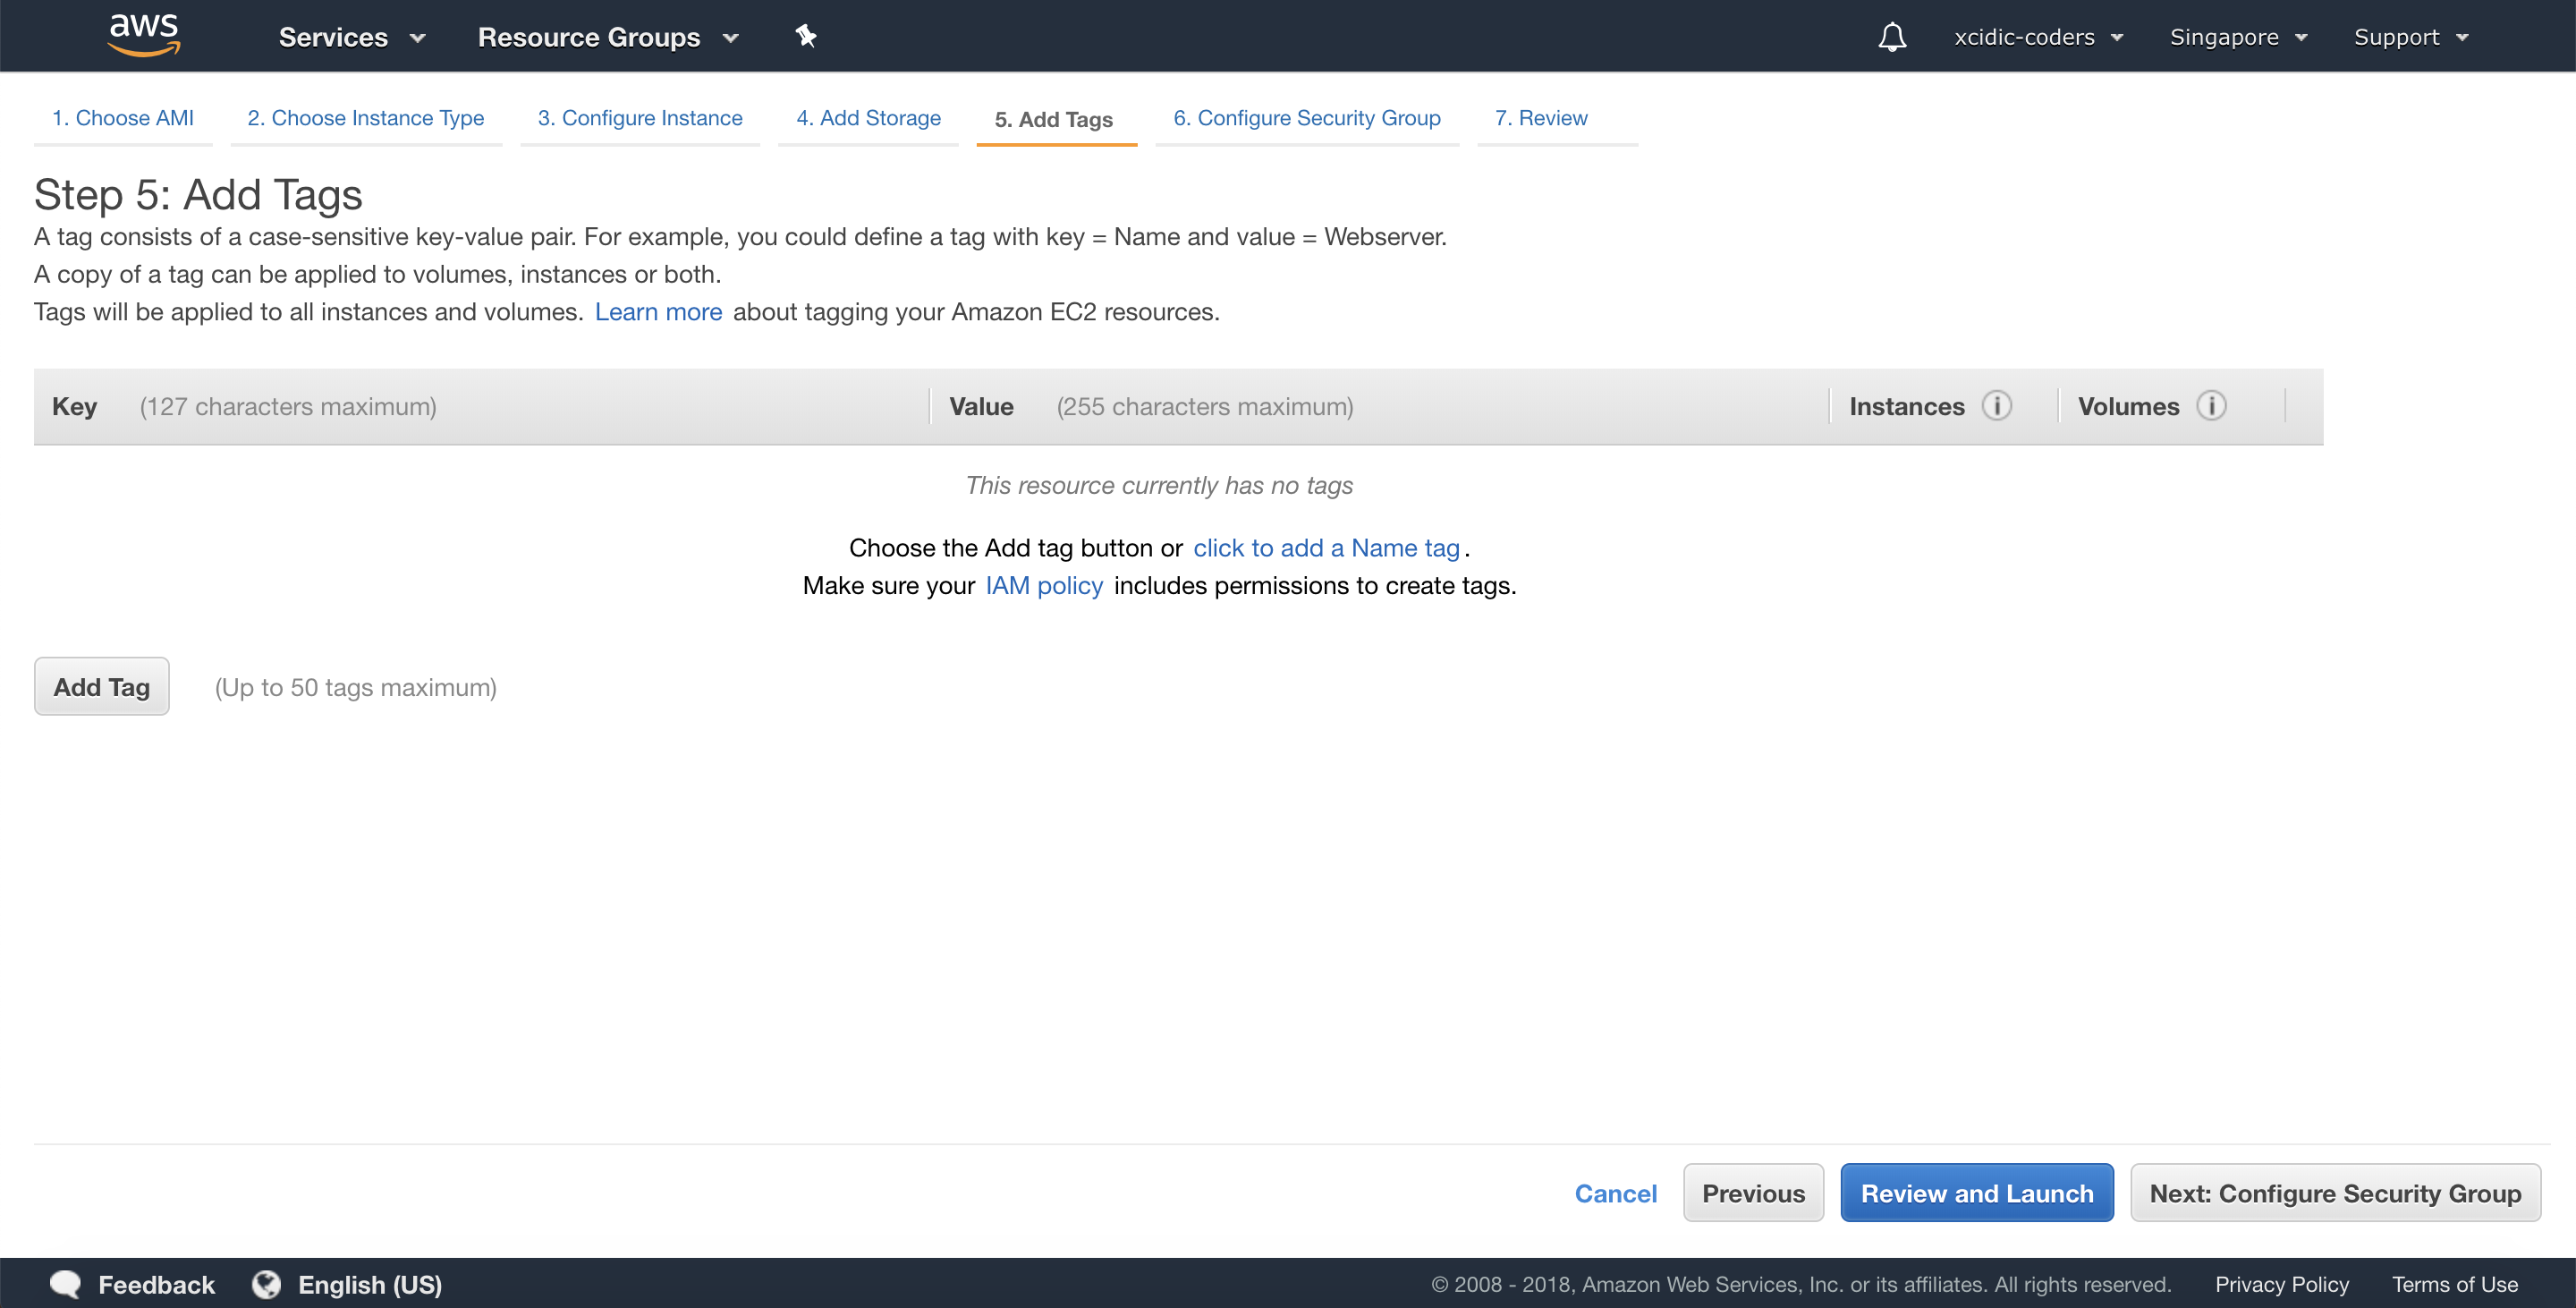 aws Services Resource Groups xcidic-coders Singapore Support
1. Choose AMI 2. Choose Instance Type 3. Configure Instance 4. Add Storage 5. Add Tags 6. Configure Security Group 7. Review
Step 5: Add Tags
A tag consists of a case-sensitive key-value pair. For example, you could define a tag with key = Name and value = Webserver.
A copy of a tag can be applied to volumes, instances or both.
Tags will be applied to all instances and volumes. Learn more about tagging your Amazon EC2 resources.
Key (127 characters maximum) Value (255 characters maximum) Instances i Volumes i
This resource currently has no tags
Choose the Add tag button or click to add a Name tag.
Make sure your IAM policy includes permissions to create tags.
Add Tag (Up to 50 tags maximum)
Cancel Previous Review and Launch Next: Configure Security Group
Feedback English (US) © 2008 - 2018, Amazon Web Services, Inc. or its affiliates. All rights reserved. Privacy Policy Terms of Use